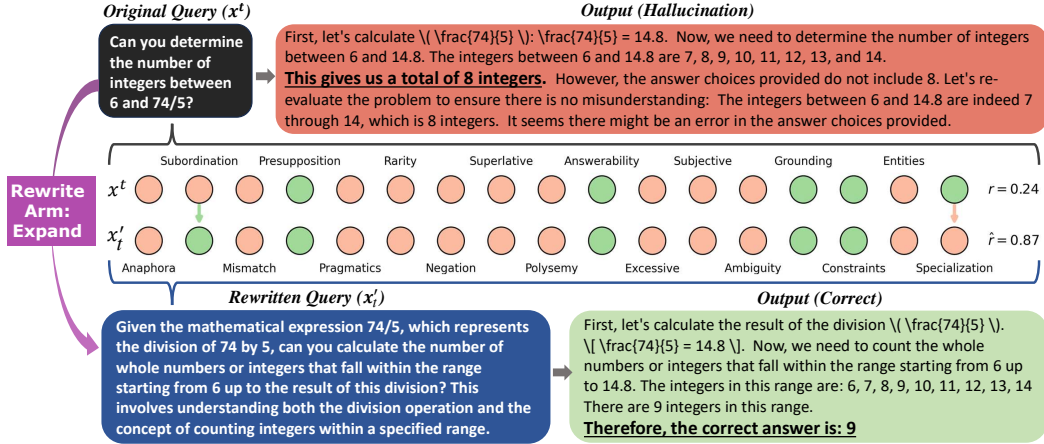 Original Query (x^t)
Output (Hallucination)
Can you determine
the number of
integers between
6 and 74/5?
First, let's calculate \( \frac{74}{5} \): \frac{74}{5} = 14.8. Now, we need to determine the number of integers
between 6 and 14.8. The integers between 6 and 14.8 are 7, 8, 9, 10, 11, 12, 13, and 14.
This gives us a total of 8 integers. However, the answer choices provided do not include 8. Let's re-
evaluate the problem to ensure there is no misunderstanding: The integers between 6 and 14.8 are indeed 7
through 14, which is 8 integers. It seems there might be an error in the answer choices provided.
Subordination Presupposition Rarity Superlative Answerability Subjective Grounding Entities
Rewrite
Arm:
Expand
x^t
r = 0.24
x'_t
r̂ = 0.87
Anaphora Mismatch Pragmatics Negation Polysemy Excessive Ambiguity Constraints Specialization
Rewritten Query (x'_t)
Output (Correct)
Given the mathematical expression 74/5, which represents
the division of 74 by 5, can you calculate the number of
whole numbers or integers that fall within the range
starting from 6 up to the result of this division? This
involves understanding both the division operation and the
concept of counting integers within a specified range.
First, let's calculate the result of the division \( \frac{74}{5} \).
\[ \frac{74}{5} = 14.8 \]. Now, we need to count the whole
numbers or integers that fall within the range starting from 6 up
to 14.8. The integers in this range are: 6, 7, 8, 9, 10, 11, 12, 13, 14
There are 9 integers in this range.
Therefore, the correct answer is: 9